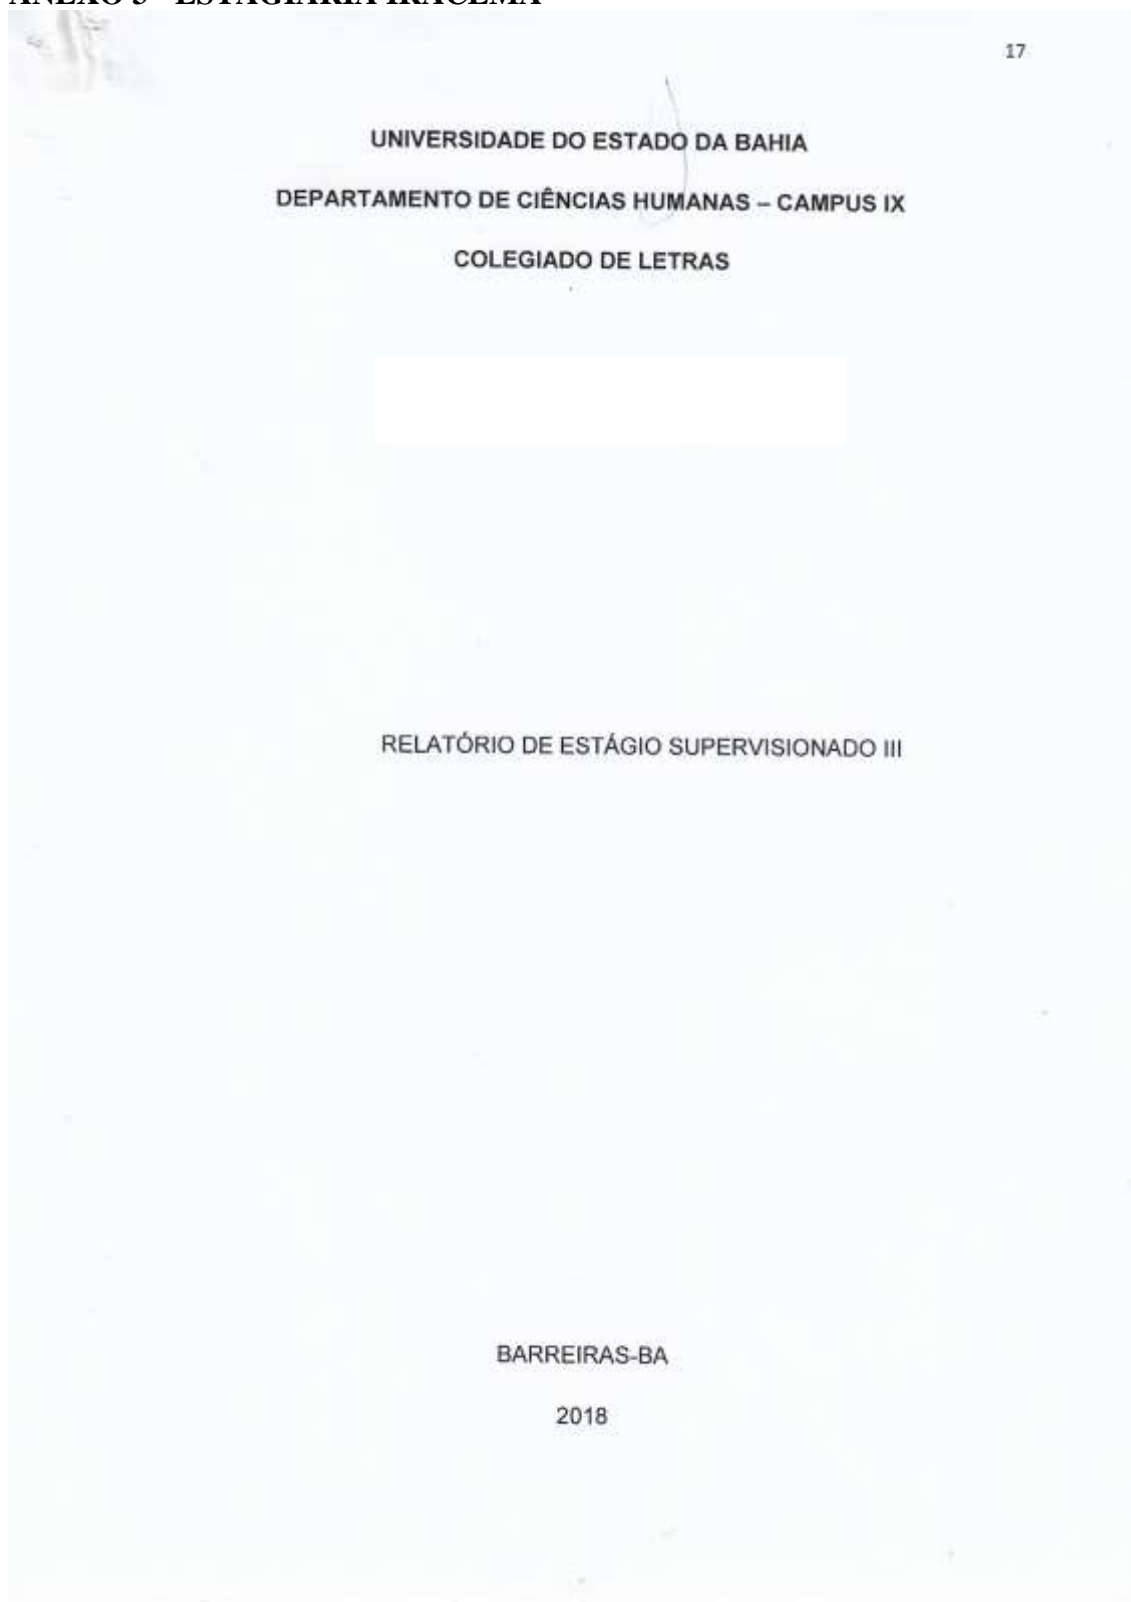 ANEXO 3 - ESTAGIÁRIA IRACEMA
17
UNIVERSIDADE DO ESTADO DA BAHIA
DEPARTAMENTO DE CIÊNCIAS HUMANAS – CAMPUS IX
COLEGIADO DE LETRAS
RELATÓRIO DE ESTÁGIO SUPERVISIONADO III
BARREIRAS-BA
2018